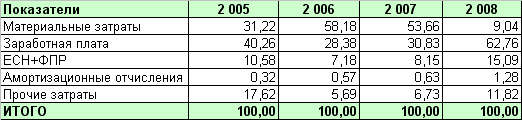 Показатели 2 005 2 006 2 007 2 008
Материальные затраты 31,22 58,18 53,66 9,04
Заработная плата 40,26 28,38 30,83 62,76
ЕСН+ФПР 10,58 7,18 8,15 15,09
Амортизационные отчисления 0,32 0,57 0,63 1,28
Прочие затраты 17,62 5,69 6,73 11,82
ИТОГО 100,00 100,00 100,00 100,00